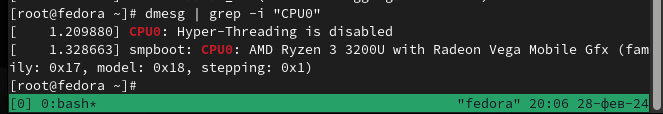 [root@fedora ~]# dmesg | grep -i "CPU0"
[    1.209880] CPU0: Hyper-Threading is disabled
[    1.328663] smpboot: CPU0: AMD Ryzen 3 3200U with Radeon Vega Mobile Gfx (fam
ily: 0x17, model: 0x18, stepping: 0x1)
[root@fedora ~]#
[0] 0:bash* "fedora" 20:06 28-фев-24